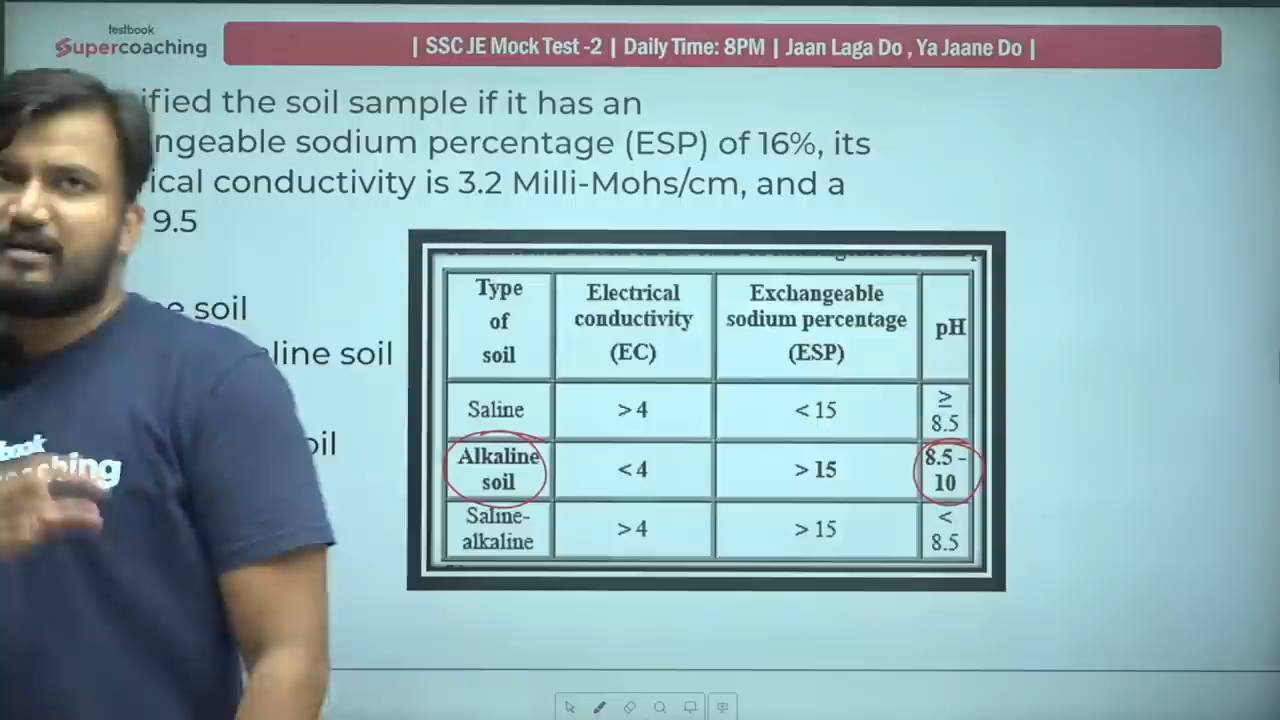 testbook
Supercoaching
| SSC JE Mock Test -2 | Daily Time: 8PM | Jaan Laga Do , Ya Jaane Do |
ified the soil sample if it has an
ngeable sodium percentage (ESP) of 16%, its
ical conductivity is 3.2 Milli-Mohs/cm, and a
9.5
e soil
line soil
oil
Type of soil
Electrical conductivity (EC)
Exchangeable sodium percentage (ESP)
pH
Saline
> 4
< 15
≥ 8.5
Alkaline soil
< 4
> 15
8.5 - 10
Saline-alkaline
> 4
> 15
< 8.5
book
ching